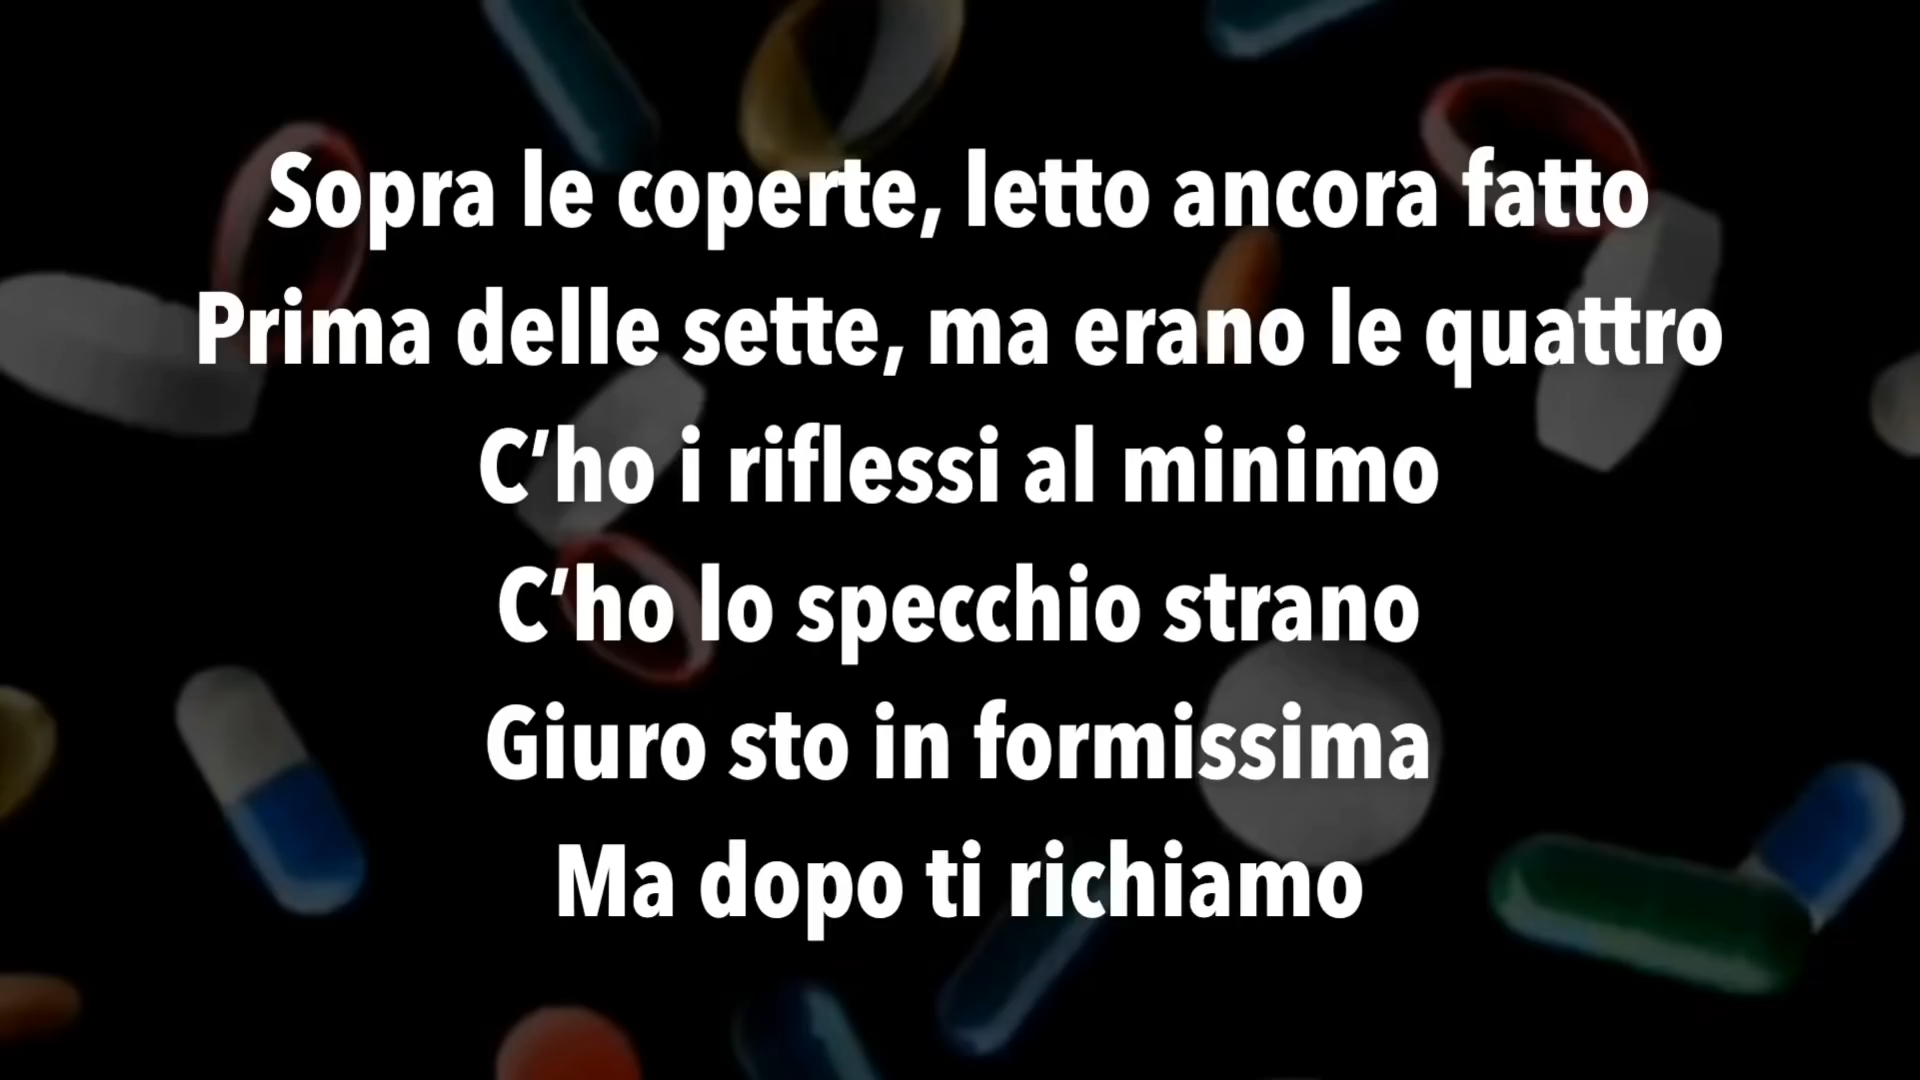 Sopra le coperte, letto ancora fatto
Prima delle sette, ma erano le quattro
C’ho i riflessi al minimo
C’ho lo specchio strano
Giuro sto in formissima
Ma dopo ti richiamo